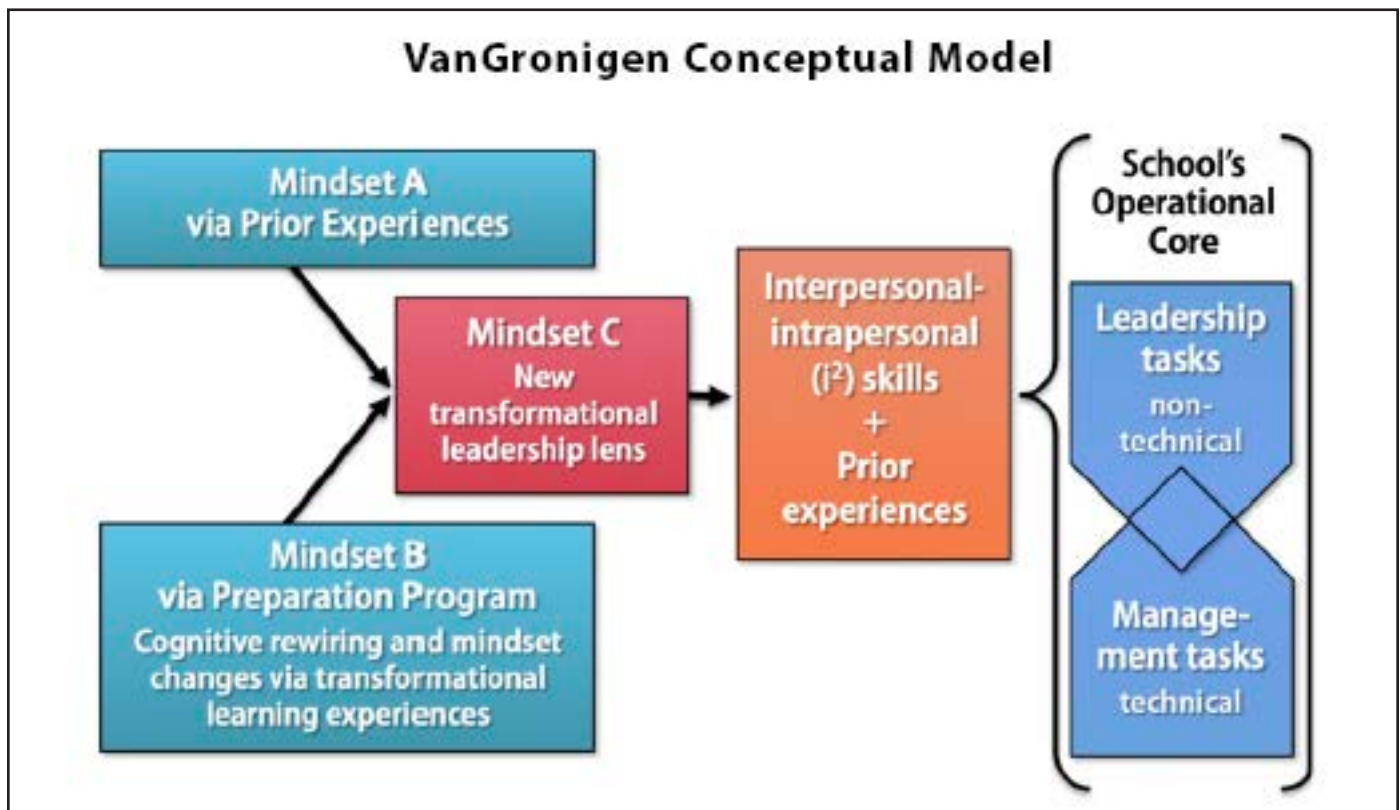 VanGronigen Conceptual Model
Mindset A
via Prior Experiences
Mindset B
via Preparation Program
Cognitive rewiring and mindset
changes via transformational
learning experiences
Mindset C
New
transformational
leadership lens
Interpersonal-
intrapersonal
(i²) skills
+
Prior
experiences
School's
Operational
Core
Leadership
tasks
non-
technical
Manage-
ment tasks
technical